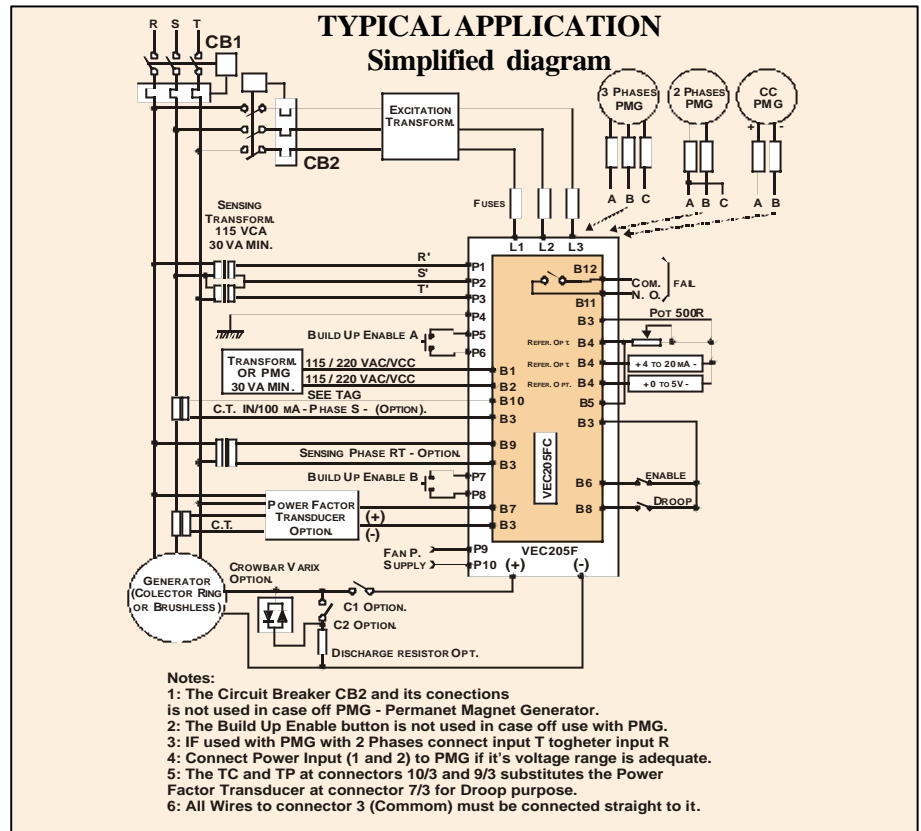 TYPICAL APPLICATION
Simplified diagram
R S T
CB1
CB2
EXCITATION
TRANSFORM.
3 PHASES
PMG
2 PHASES
PMG
CC
PMG
+ -
A B C
A B C
A B
FUSES
L1 L2 L3
SENSING
TRANSFORM.
115 VCA
30 VA MIN.
R'
S'
T'
P1
P2
P3
P4
P5
P6
BUILD UP ENABLE A
TRANSFORM.
OR PMG
30 VA MIN.
115 / 220 VAC/VCC
115 / 220 VAC/VCC
SEE TAG
C.T. IN/100 MA - PHASE S - (OPTION).
B1
B2
B10
B3
B9
SENSING PHASE RT - OPTION.
B3
BUILD UP ENABLE B
P7
P8
POWER FACTOR
TRANSDUCER
OPTION.
(+)
(-)
B7
B3
C.T.
FAN P.
SUPPLY
P9
P10
B12
COM.
N. O.
FAIL
B11
B3
POT 500R
REFER. OPT. B4
REFER. OPT. B4
+ 4 TO 20 MA -
REFER. OPT. B4
+ 0 TO 5V -
B5
B3
VEC205FC
B6
ENABLE
B8
DROOP
VEC205F
(+) (-)
GENERATOR
(COLECTOR RING
OR BRUSHLESS)
CROWBAR VARIX
OPTION.
C1 OPTION.
C2 OPTION.
DISCHARGE RESISTOR OPT.
Notes:
1: The Circuit Breaker CB2 and its conections
is not used in case off PMG - Permanet Magnet Generator.
2: The Build Up Enable button is not used in case off use with PMG.
3: IF used with PMG with 2 Phases connect input T togheter input R
4: Connect Power Input (1 and 2) to PMG if it's voltage range is adequate.
5: The TC and TP at connectors 10/3 and 9/3 substitutes the Power
Factor Transducer at connector 7/3 for Droop purpose.
6: All Wires to connector 3 (Commom) must be connected straight to it.